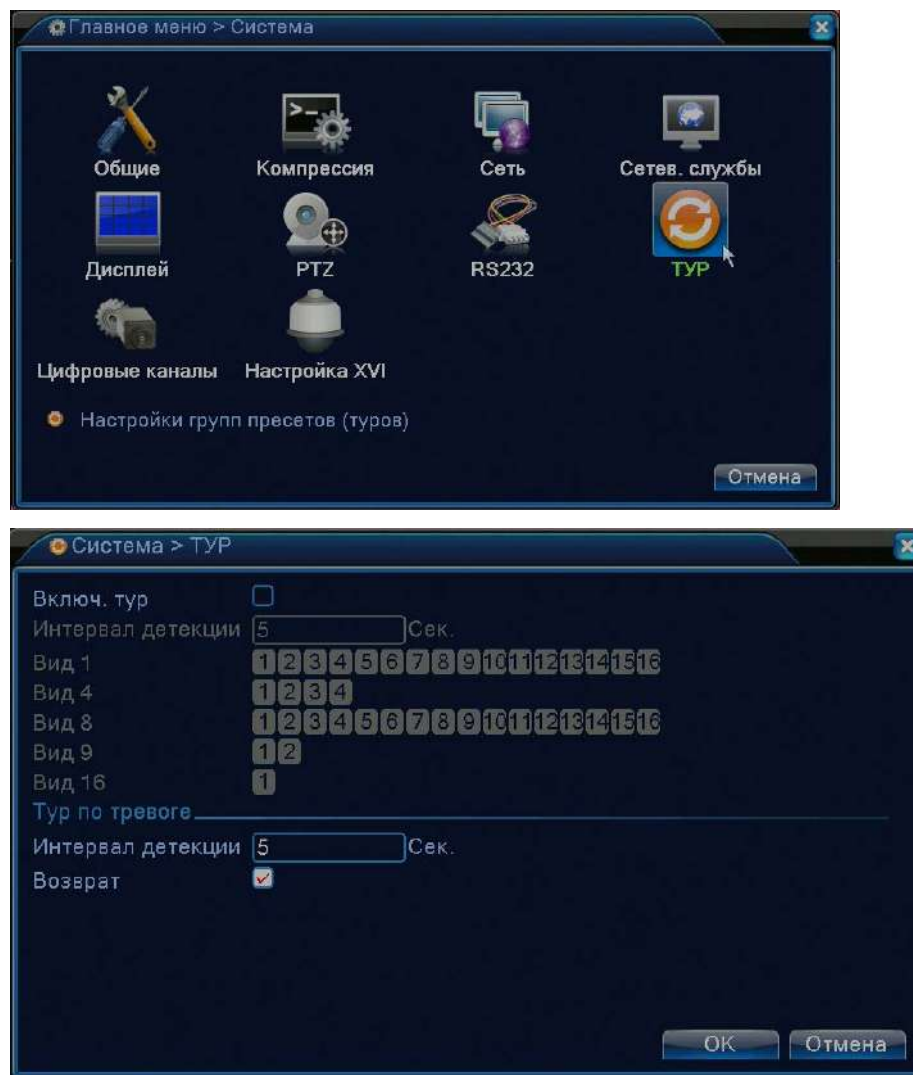 Главное меню > Система
Общие Компрессия Сеть Сетев. службы
Дисплей PTZ RS232 ТУР
Цифровые каналы Настройка XVI
Настройки групп пресетов (туров)
Отмена
Система > ТУР
Включ. тур
Интервал детекции 5 Сек.
Вид 1 1 2 3 4 5 6 7 8 9 10 11 12 13 14 15 16
Вид 4 1 2 3 4
Вид 8 1 2 3 4 5 6 7 8 9 10 11 12 13 14 15 16
Вид 9 1 2
Вид 16 1
Тур по тревоге
Интервал детекции 5 Сек.
Возврат
OK Отмена